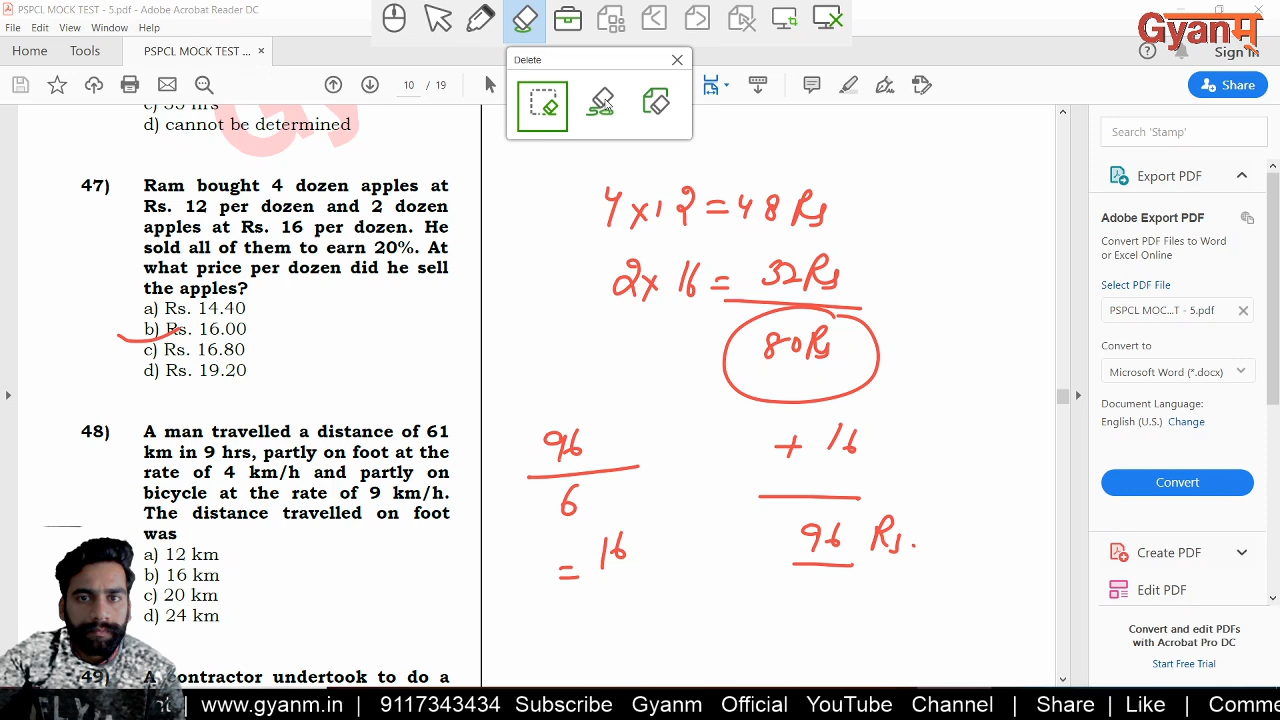 PSPCL MOCK TEST - 5.pdf - Adobe Acrobat Reader DC
File Edit View Window Help
Home Tools PSPCL MOCK TEST ... × Sign In
10 / 19 Share
Delete
Gyanम्
Gyanm
c) 35 hrs
d) cannot be determined
47) Ram bought 4 dozen apples at
Rs. 12 per dozen and 2 dozen
apples at Rs. 16 per dozen. He
sold all of them to earn 20%. At
what price per dozen did he sell
the apples?
a) Rs. 14.40
b) Rs. 16.00
c) Rs. 16.80
d) Rs. 19.20
48) A man travelled a distance of 61
km in 9 hrs, partly on foot at the
rate of 4 km/h and partly on
bicycle at the rate of 9 km/h.
The distance travelled on foot
was
a) 12 km
b) 16 km
c) 20 km
d) 24 km
49) A contractor undertook to do a
4 x 12 = 48 Rs
2 x 16 = 32 Rs
80 Rs
+ 16
96 Rs.
96
6
= 16
Search 'Stamp'
Export PDF
Adobe Export PDF
Convert PDF Files to Word
or Excel Online
Select PDF File
PSPCL MOC...T - 5.pdf
Convert to
Microsoft Word (*.docx)
Document Language:
English (U.S.) Change
Convert
Create PDF
Edit PDF
Convert and edit PDFs
with Acrobat Pro DC
Start Free Trial
| www.gyanm.in | 9117343434 Subscribe Gyanm Official Youtube Channel | Share | Like | Comme